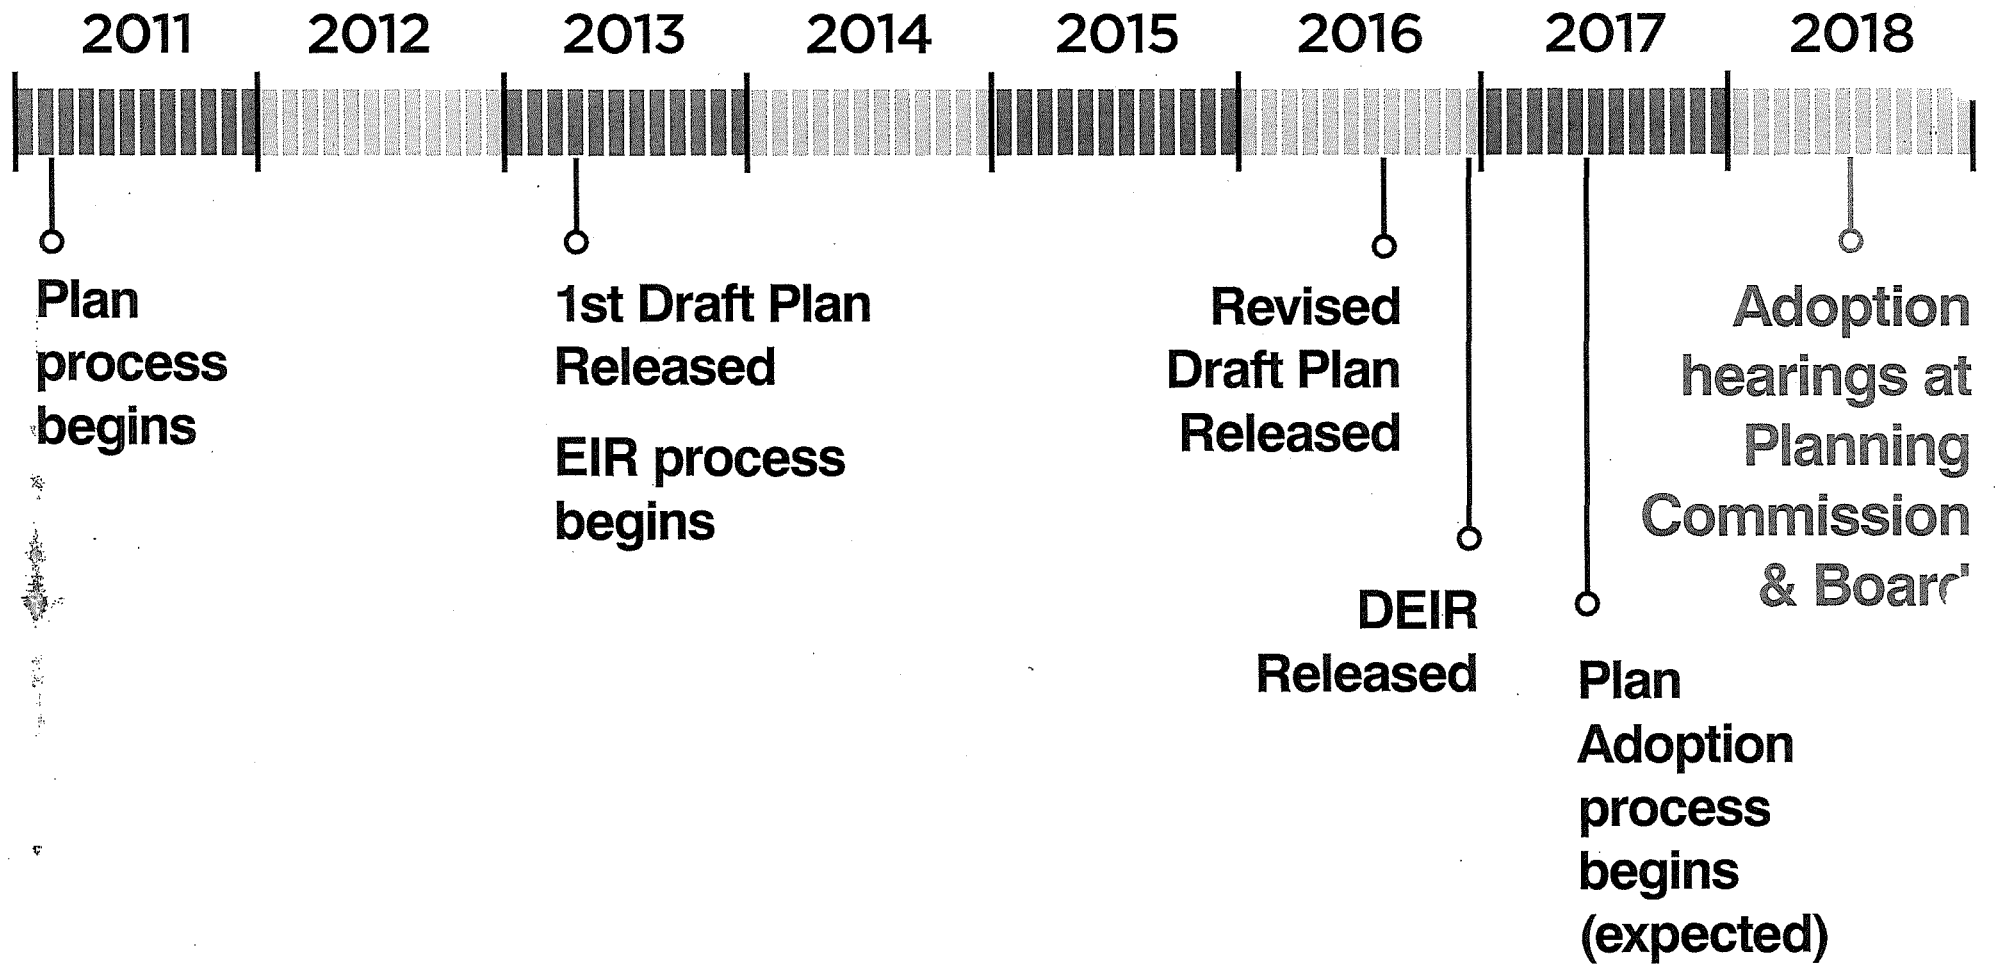 2011 2012 2013 2014 2015 2016 2017 2018
Plan
process
begins
1st Draft Plan
Released
EIR process
begins
Revised
Draft Plan
Released
DEIR
Released
Plan
Adoption
process
begins
(expected)
Adoption
hearings at
Planning
Commission
& Board